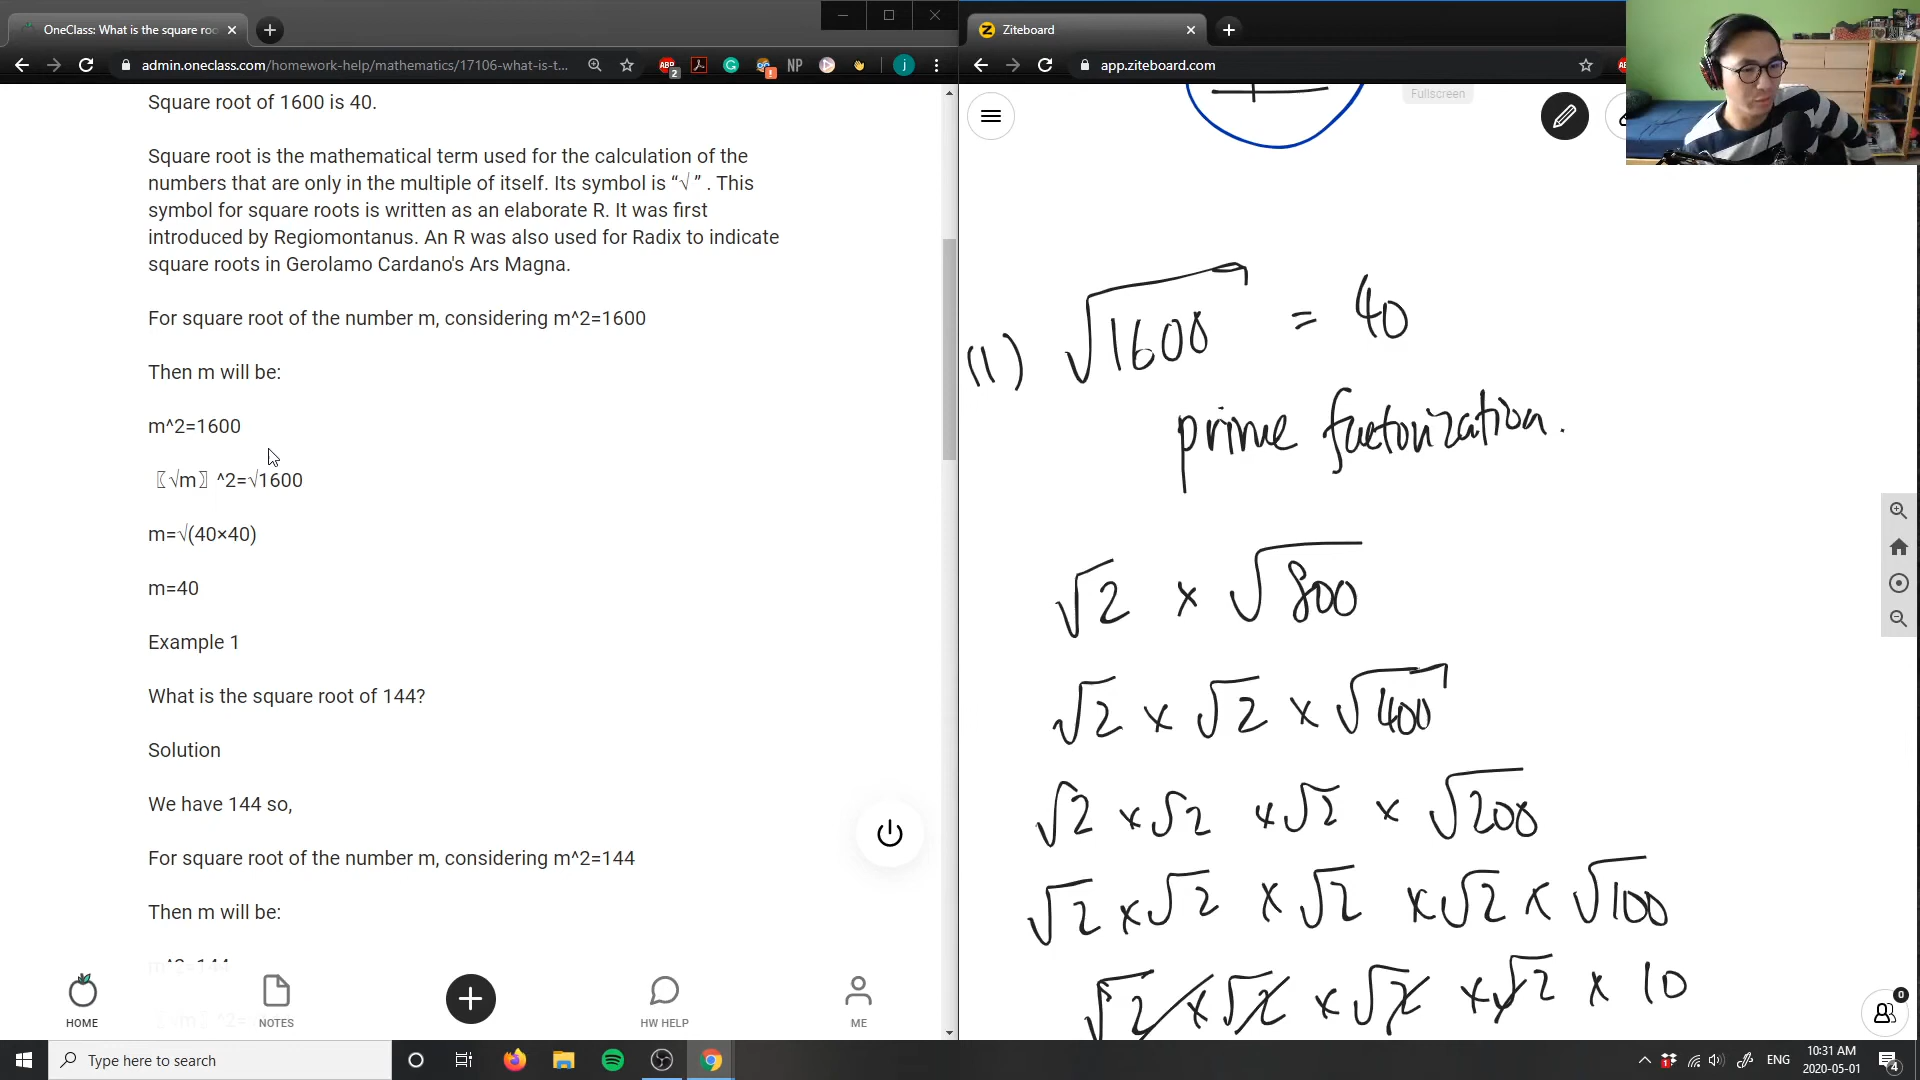 OneClass: What is the square roo
admin.oneclass.com/homework-help/mathematics/17106-what-is-t...
2
NP
j
Square root of 1600 is 40.
Square root is the mathematical term used for the calculation of the
numbers that are only in the multiple of itself. Its symbol is “√ ” . This
symbol for square roots is written as an elaborate R. It was first
introduced by Regiomontanus. An R was also used for Radix to indicate
square roots in Gerolamo Cardano's Ars Magna.
For square root of the number m, considering m^2=1600
Then m will be:
m^2=1600
〖√m〗^2=√1600
m=√(40×40)
m=40
Example 1
What is the square root of 144?
Solution
We have 144 so,
For square root of the number m, considering m^2=144
Then m will be:
m^2=144
〖√m〗^2=
HOME
NOTES
HW HELP
ME
Ziteboard
app.ziteboard.com
Fullscreen
(11) √1600 = 40
prime factorization.
√2 x √800
√2 x √2 x √400
√2 x √2 x √2 x √200
√2 x √2 x √2 x √2 x √100
√2 x √2 x √2 x √2 x 10
0
Type here to search
ENG
10:31 AM
2020-05-01
4